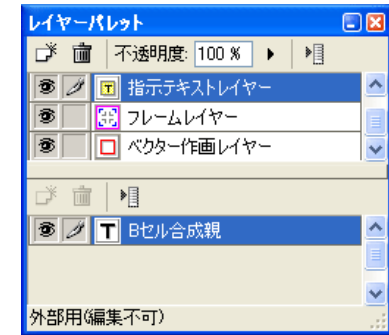 レイヤーパレット
不透明度: 100 %
T 指示テキストレイヤー
フレームレイヤー
ベクター作画レイヤー
T Bセル合成親
外部用(編集不可)